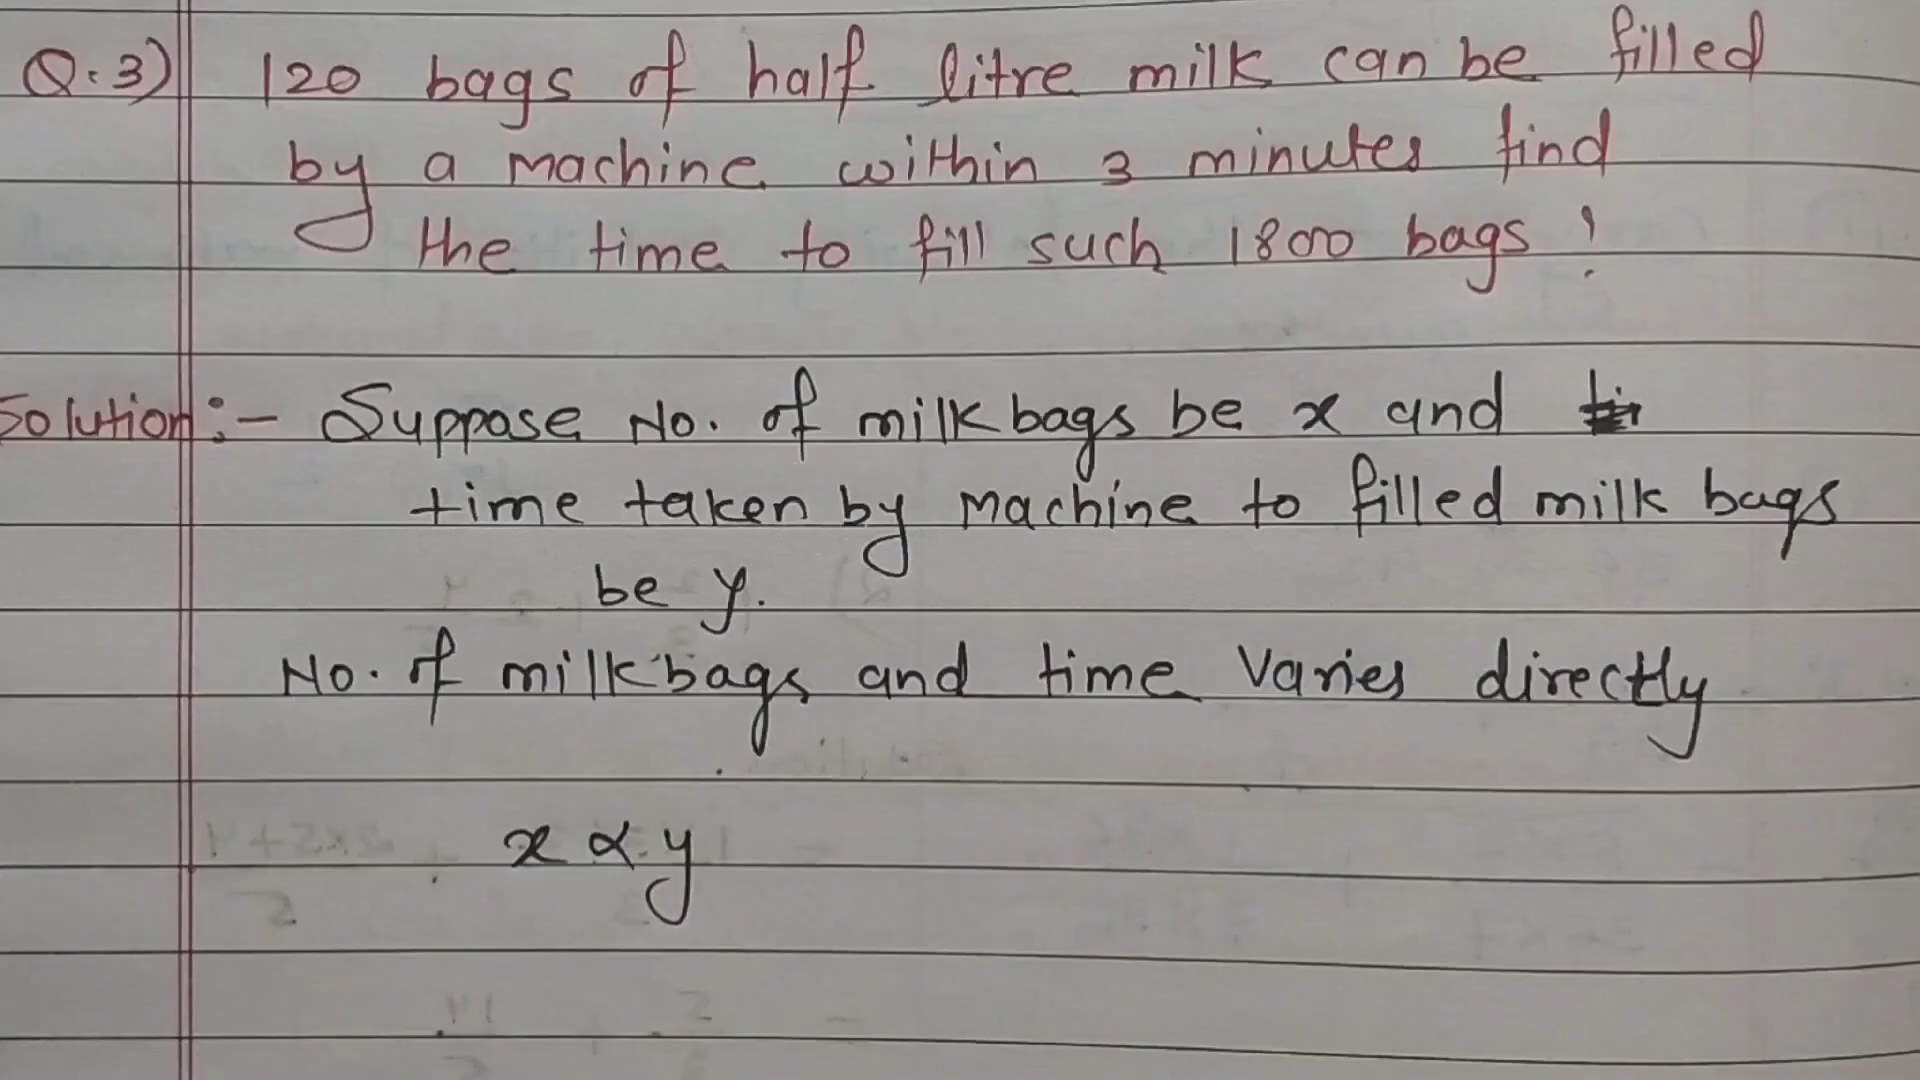 Q.3) 120 bags of half litre milk can be filled
by a machine within 3 minutes find
the time to fill such 1800 bags ?
Solution :- Suppose No. of milk bags be x and
time taken by machine to filled milk bags
be y.
No. of milk bags and time varies directly
x ∝ y